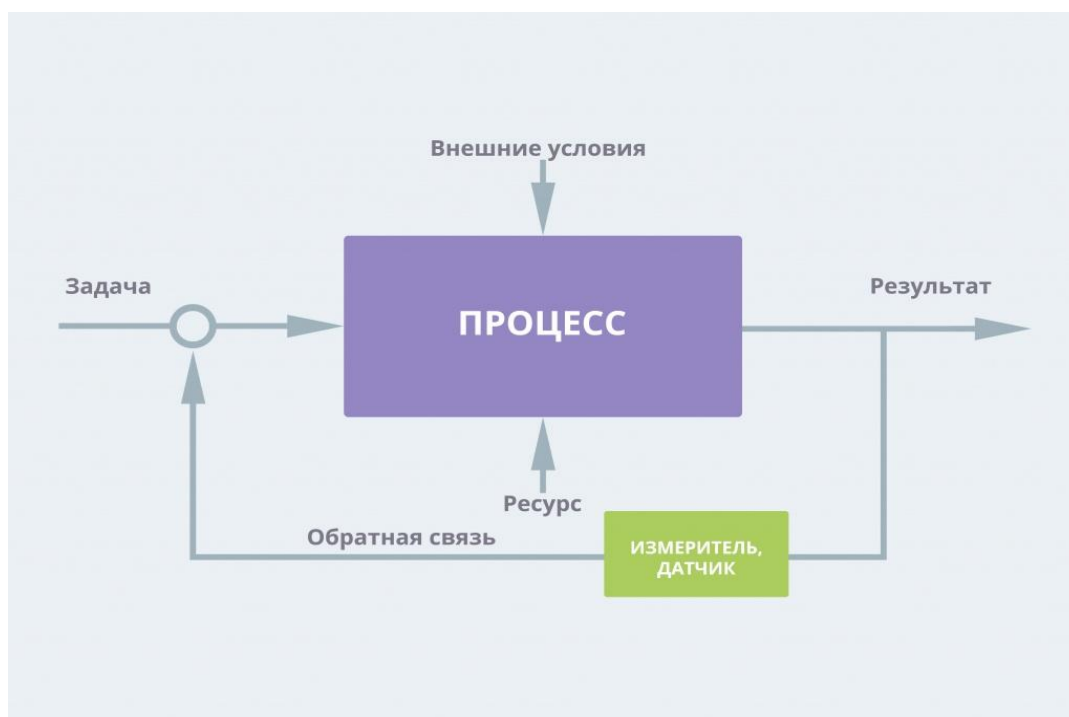 Внешние условия
Задача
Результат
ПРОЦЕСС
Ресурс
Обратная связь
ИЗМЕРИТЕЛЬ,
ДАТЧИК